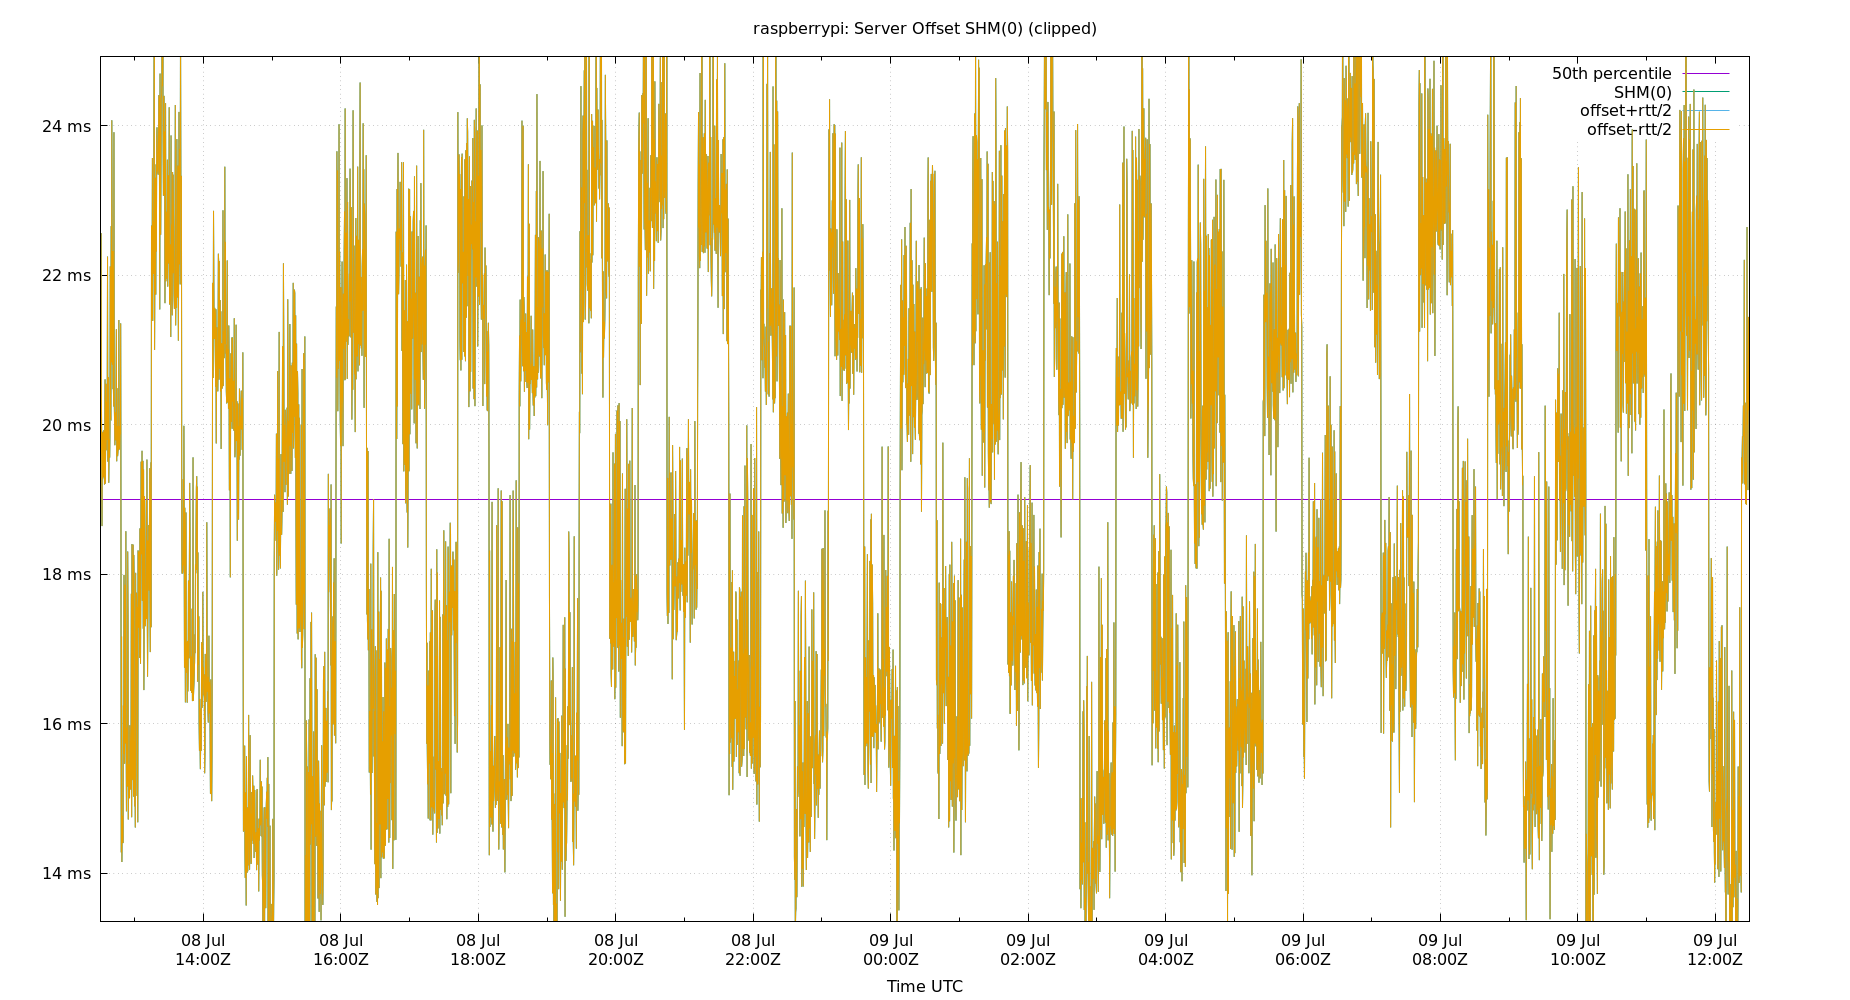 raspberrypi: Server Offset SHM(0) (clipped)
50th percentile
SHM(0)
offset+rtt/2
offset-rtt/2
24 ms
22 ms
20 ms
18 ms
16 ms
14 ms
08 Jul 08 Jul 08 Jul 08 Jul 08 Jul 09 Jul 09 Jul 09 Jul 09 Jul 09 Jul 09 Jul 09 Jul
14:00Z 16:00Z 18:00Z 20:00Z 22:00Z 00:00Z 02:00Z 04:00Z 06:00Z 08:00Z 10:00Z 12:00Z
Time UTC